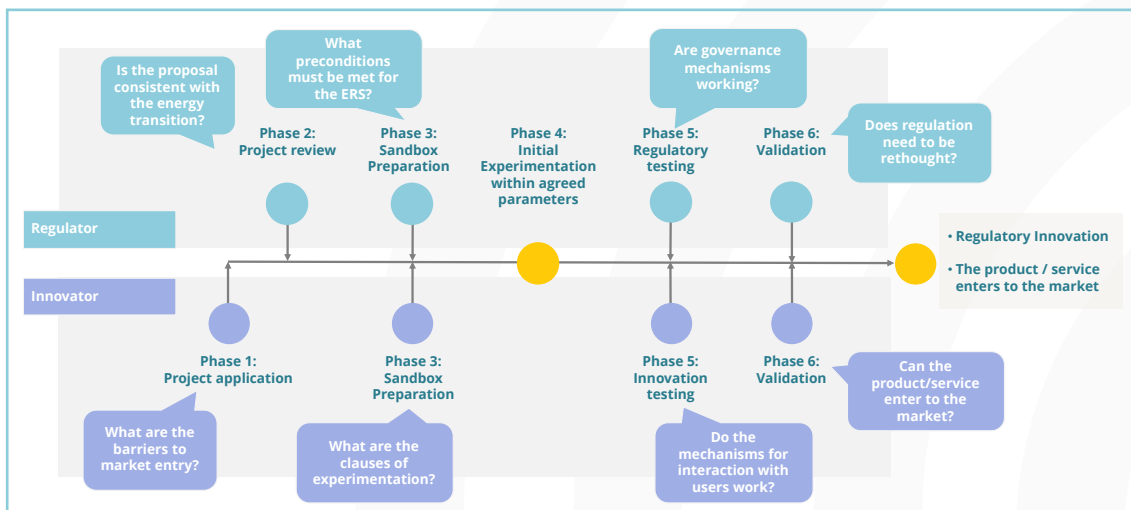 Is the proposal
consistent with
the energy
transition?
What
preconditions
must be met for
the ERS?
Are governance
mechanisms
working?
Does regulation
need to be
rethought?
Phase 2:
Project review
Phase 3:
Sandbox
Preparation
Phase 4:
Initial
Experimentation
within agreed
parameters
Phase 5:
Regulatory
testing
Phase 6:
Validation
Regulator
• Regulatory Innovation
• The product / service
enters to the market
Innovator
Phase 1:
Project application
Phase 3:
Sandbox
Preparation
Phase 5:
Innovation
testing
Phase 6:
Validation
What are the
barriers to
market entry?
What are the
clauses of
experimentation?
Do the
mechanisms for
interaction with
users work?
Can the
product/service
enter to the
market?